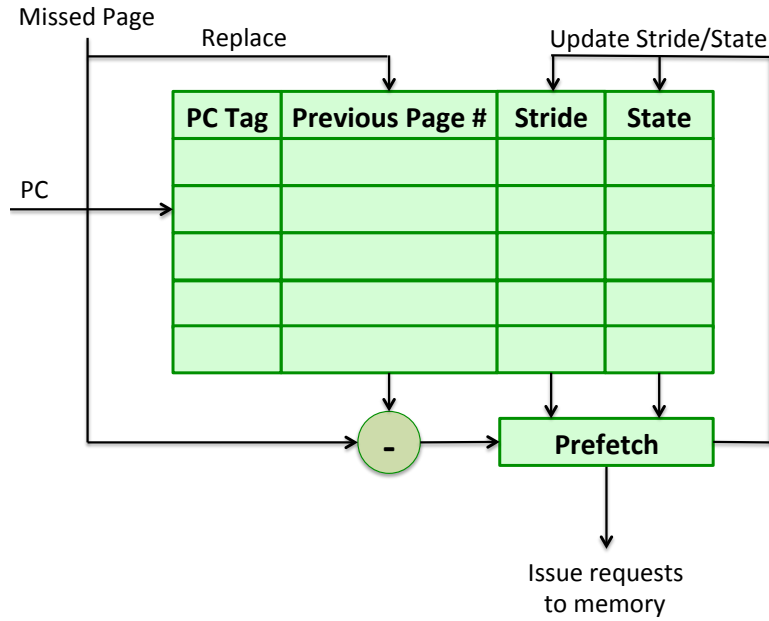 Missed Page
Replace
Update Stride/State
PC Tag
Previous Page #
Stride
State
PC
-
Prefetch
Issue requests
to memory